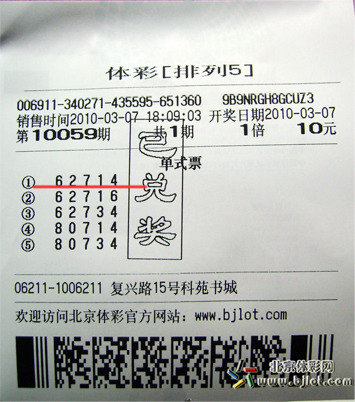 体彩[排列5]
006911-340271-435595-651360 9B9NRGH8GCUZ3
销售时间2010-03-07 18:09:03 开奖日期2010-03-07
第10059期 共1期 1倍 10元
单式票
① 62714
② 62716
③ 62734
④ 80714
⑤ 80734
已兑奖
06211-1006211 复兴路15号科苑书城
欢迎访问北京体彩官方网站：www.bjlot.com
北京体彩网
www.bjlot.com